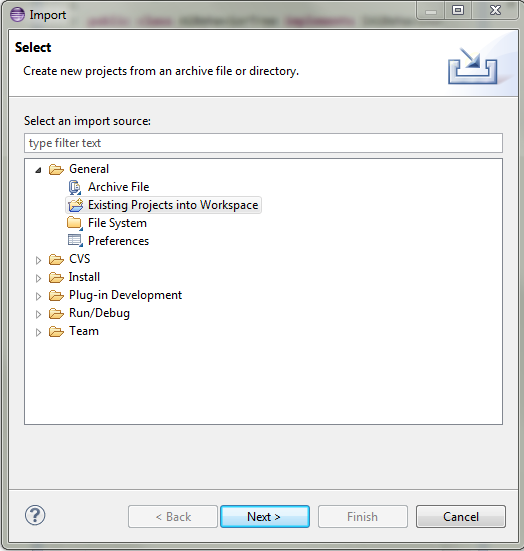 Import
Select
Create new projects from an archive file or directory.
Select an import source:
type filter text
General
Archive File
Existing Projects into Workspace
File System
Preferences
CVS
Install
Plug-in Development
Run/Debug
Team
?
< Back
Next >
Finish
Cancel